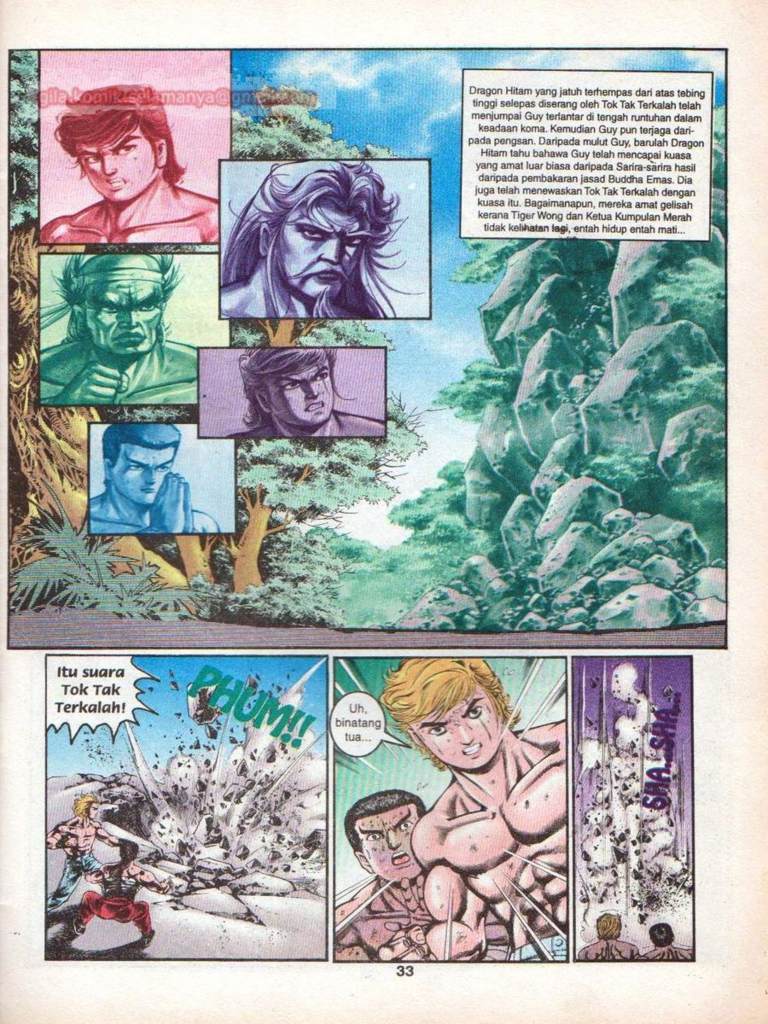 gila.komik.selamanya@gmail.com
Dragon Hitam yang jatuh terhempas dari atas tebing
tinggi selepas diserang oleh Tok Tak Terkalah telah
menjumpai Guy terlantar di tengah runtuhan dalam
keadaan koma. Kemudian Guy pun terjaga dari-
pada pengsan. Daripada mulut Guy, barulah Dragon
Hitam tahu bahawa Guy telah mencapai kuasa
yang amat luar biasa daripada Sarira-sarira hasil
daripada pembakaran jasad Buddha Emas. Dia
juga telah menewaskan Tok Tak Terkalah dengan
kuasa itu. Bagaimanapun, mereka amat gelisah
kerana Tiger Wong dan Ketua Kumpulan Merah
tidak kelihatan lagi, entah hidup entah mati...
Itu suara
Tok Tak
Terkalah!
PHUM!!
Uh,
binatang
tua...
SHA...SHA...
33